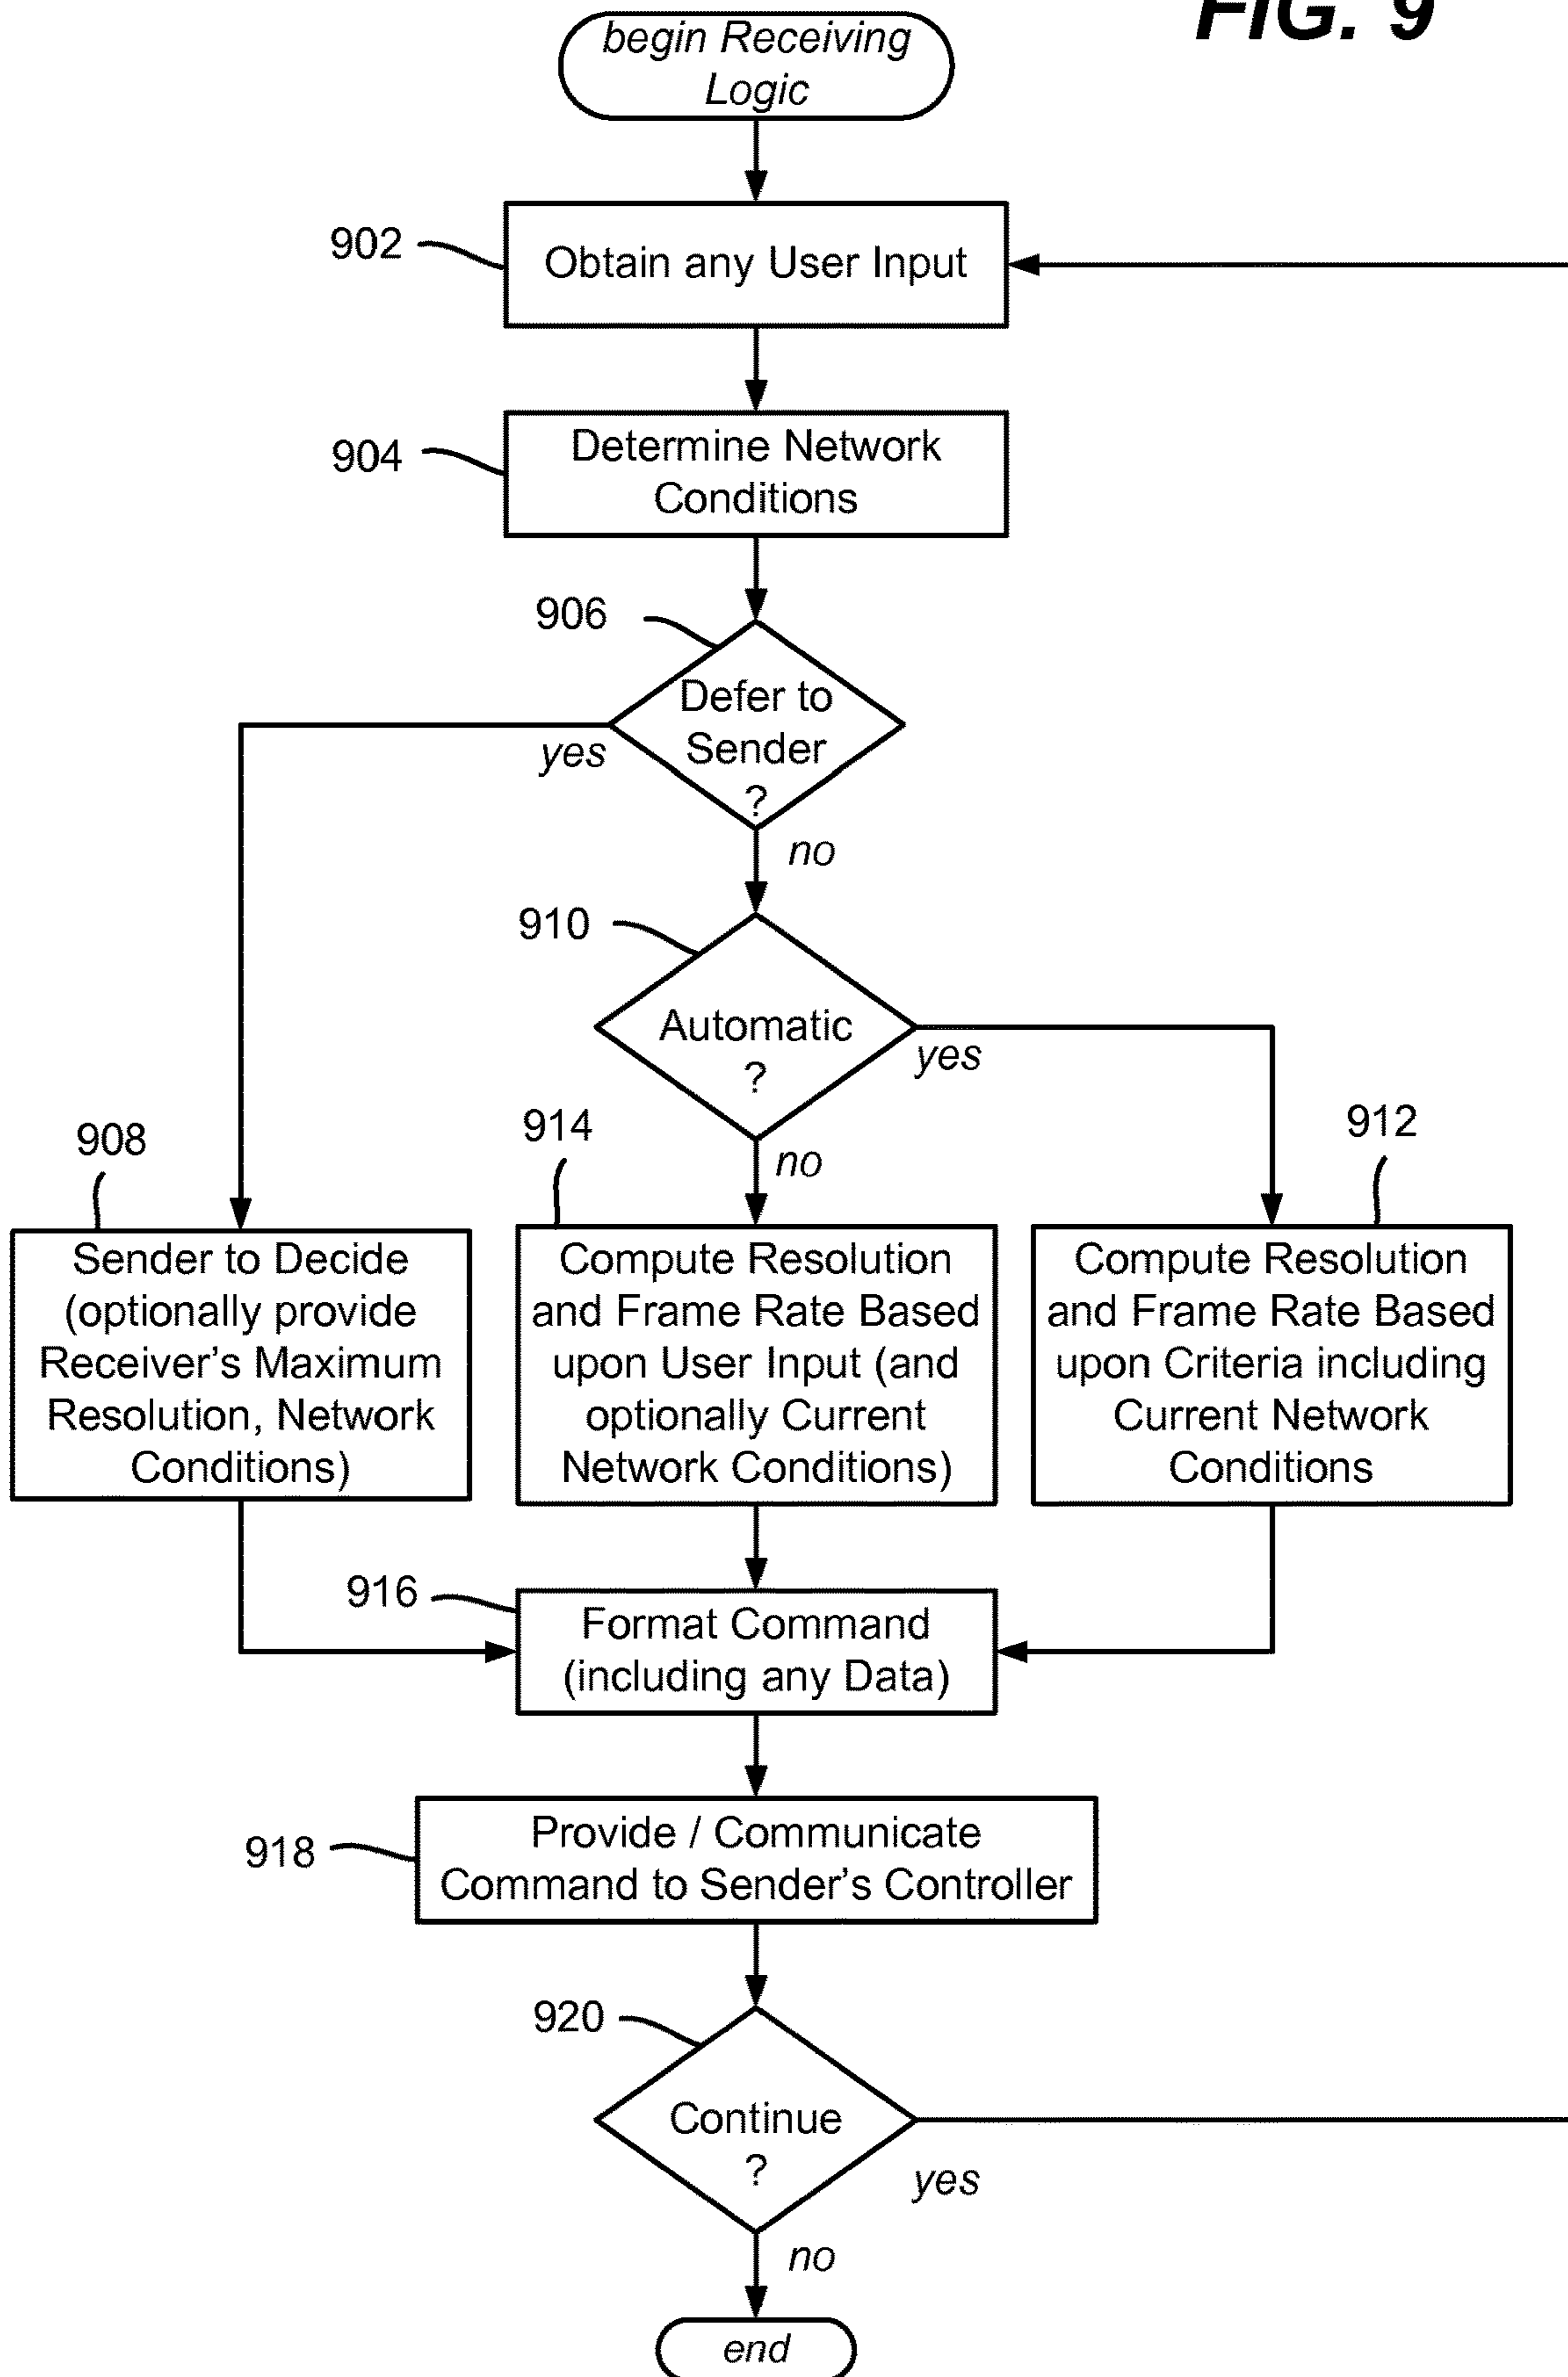 FIG. 9
begin Receiving
Logic
902
Obtain any User Input
904
Determine Network
Conditions
906
Defer to
Sender
?
yes
no
910
Automatic
?
yes
no
908
Sender to Decide
(optionally provide
Receiver's Maximum
Resolution, Network
Conditions)
914
Compute Resolution
and Frame Rate Based
upon User Input (and
optionally Current
Network Conditions)
912
Compute Resolution
and Frame Rate Based
upon Criteria including
Current Network
Conditions
916
Format Command
(including any Data)
918
Provide / Communicate
Command to Sender's Controller
920
Continue
?
yes
no
end